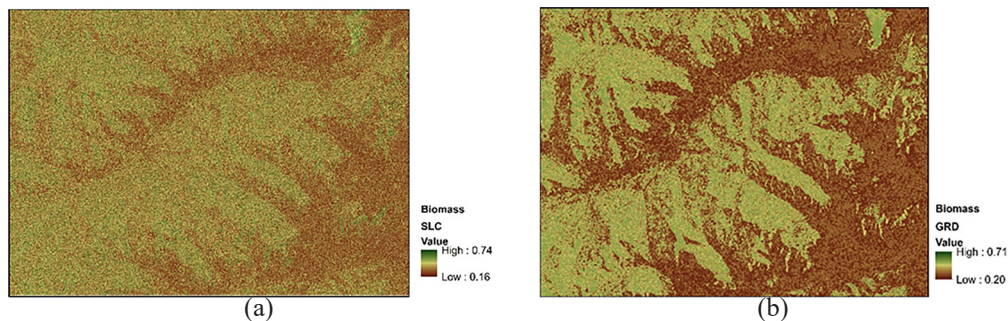 Biomass
SLC
Value
High : 0.74
Low : 0.16
(a)
Biomass
GRD
Value
High : 0.71
Low : 0.20
(b)